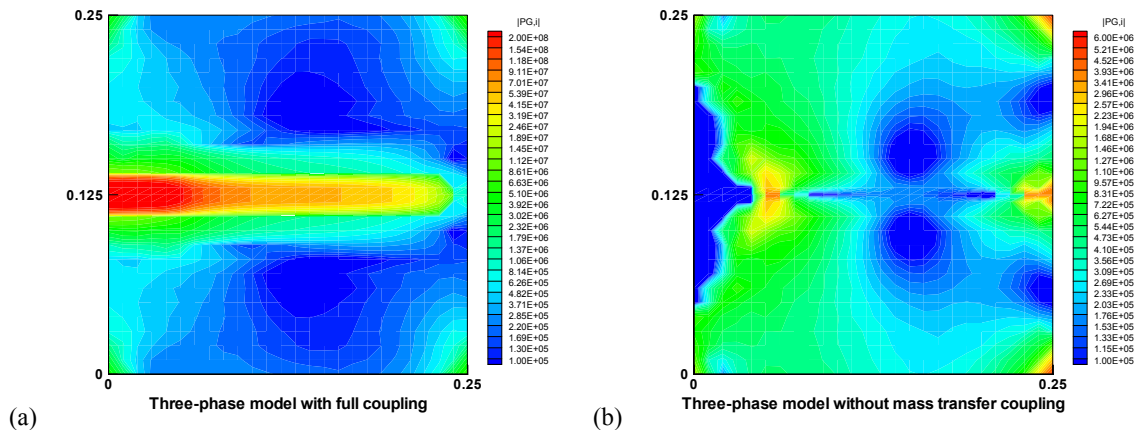 0.25
0.125
0
0
0.25
|PG,i|
2.00E+08
1.54E+08
1.18E+08
9.11E+07
7.01E+07
5.39E+07
4.15E+07
3.19E+07
2.46E+07
1.89E+07
1.45E+07
1.12E+07
8.61E+06
6.63E+06
5.10E+06
3.92E+06
3.02E+06
2.32E+06
1.79E+06
1.37E+06
1.06E+06
8.14E+05
6.26E+05
4.82E+05
3.71E+05
2.85E+05
2.20E+05
1.69E+05
1.30E+05
1.00E+05
(a)
Three-phase model with full coupling
0.25
0.125
0
0
0.25
|PG,i|
6.00E+06
5.21E+06
4.52E+06
3.93E+06
3.41E+06
2.96E+06
2.57E+06
2.23E+06
1.94E+06
1.68E+06
1.46E+06
1.27E+06
1.10E+06
9.57E+05
8.31E+05
7.22E+05
6.27E+05
5.44E+05
4.73E+05
4.10E+05
3.56E+05
3.09E+05
2.69E+05
2.33E+05
2.03E+05
1.76E+05
1.53E+05
1.33E+05
1.15E+05
1.00E+05
(b)
Three-phase model without mass transfer coupling